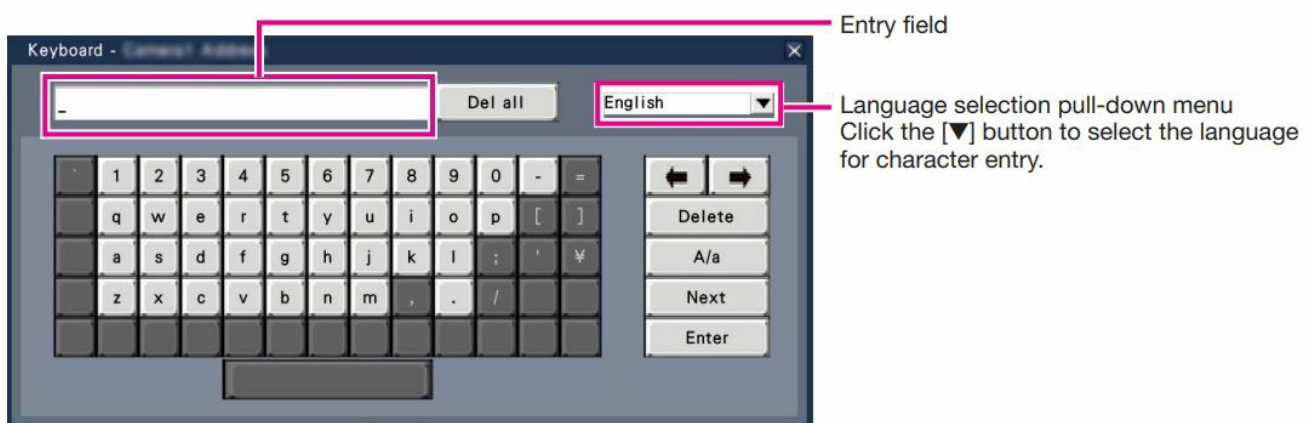 Entry field
Keyboard -
_ Del all English ▼
Language selection pull-down menu
Click the [▼] button to select the language
for character entry.
` 1 2 3 4 5 6 7 8 9 0 - =
q w e r t y u i o p [ ]
Delete
a s d f g h j k l ; ' ¥
A/a
z x c v b n m , . /
Next
Enter